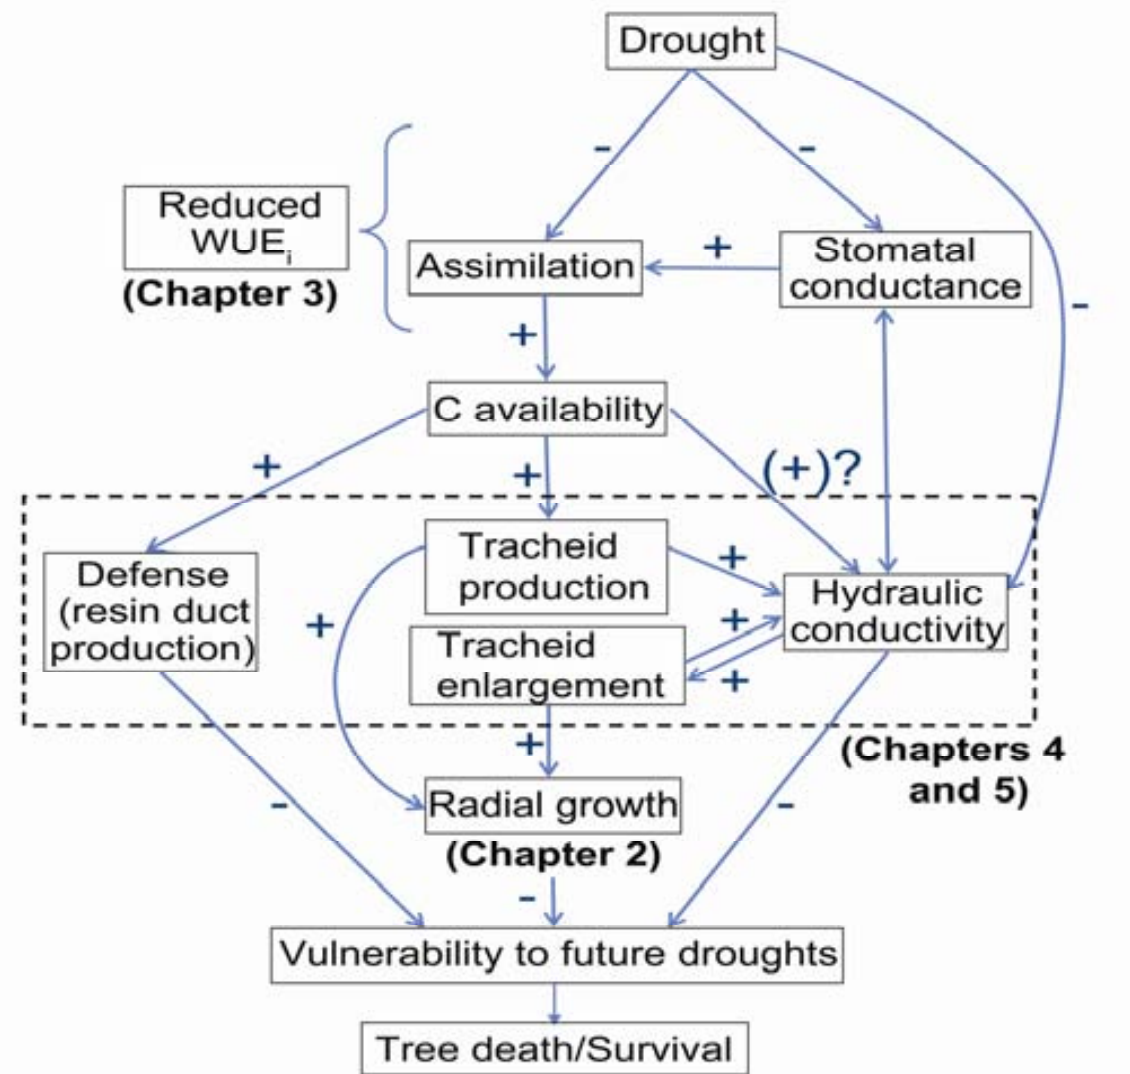 Drought
-
-
Reduced
WUEi
(Chapter 3)
Assimilation
+
Stomatal
conductance
-
+
C availability
+
+
(+)?
Defense
(resin duct
production)
Tracheid
production
+
Hydraulic
conductivity
+
+
Tracheid
enlargement
+
+
(Chapters 4
and 5)
Radial growth
(Chapter 2)
-
-
-
Vulnerability to future droughts
Tree death/Survival